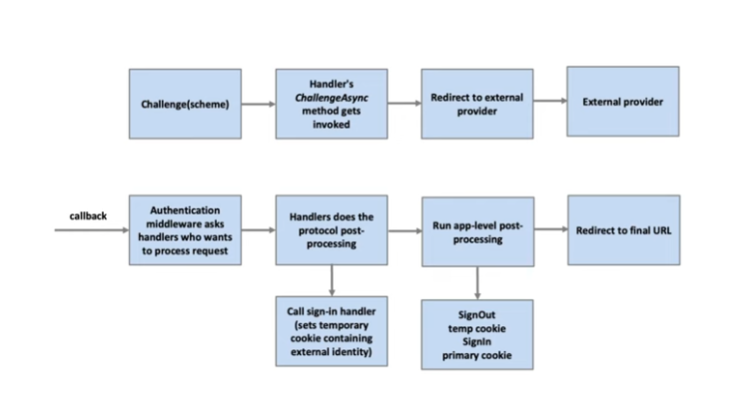 Challenge(scheme)
Handler's
ChallengeAsync
method gets
invoked
Redirect to external
provider
External provider
callback
Authentication
middleware asks
handlers who wants
to process request
Handlers does the
protocol post-
processing
Run app-level post-
processing
Redirect to final URL
Call sign-in handler
(sets temporary
cookie containing
external identity)
SignOut
temp cookie
SignIn
primary cookie